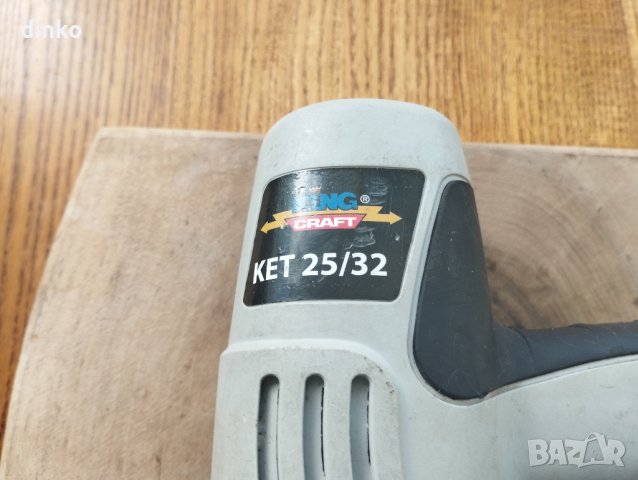 dinko
KING®
CRAFT
KET 25/32
BAZAR